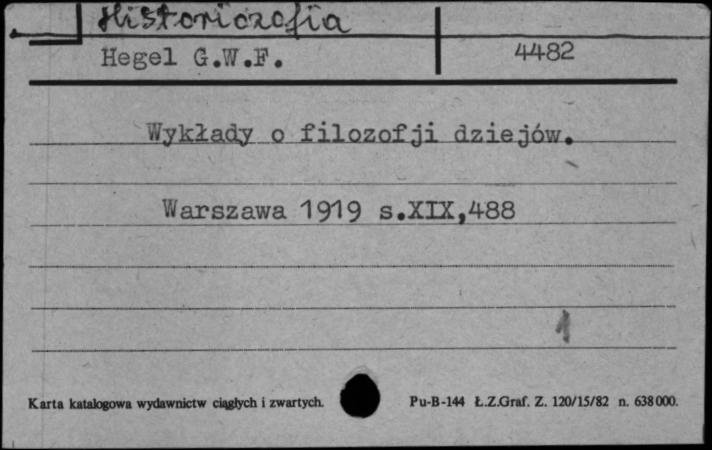 Historiozofia
Hegel G.W.F.
4482
Wykłady o filozofji dziejów.
Warszawa 1919 s.XIX,488
1
Karta katalogowa wydawnictw ciągłych i zwartych.
Pu-B-144 Ł.Z.Graf. Z. 120/15/82 n. 638000.